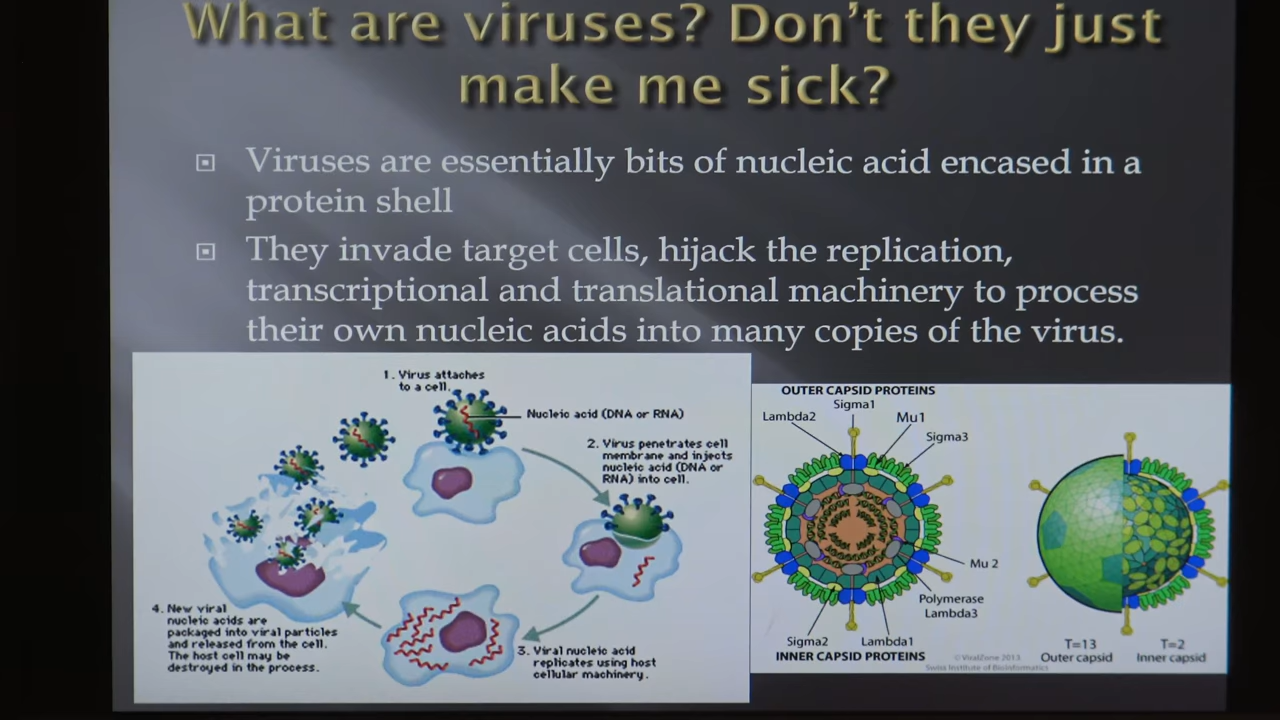 What are viruses? Don't they just
make me sick?
Viruses are essentially bits of nucleic acid encased in a
protein shell
They invade target cells, hijack the replication,
transcriptional and translational machinery to process
their own nucleic acids into many copies of the virus.
1. Virus attaches
to a cell.
Nucleic acid (DNA or RNA)
2. Virus penetrates cell
membrane and injects
nucleic acid (DNA or
RNA) into cell.
3. Viral nucleic acid
replicates using host
cellular machinery.
4. New viral
nucleic acids are
packaged into viral particles
and released from the cell.
The host cell may be
destroyed in the process.
OUTER CAPSID PROTEINS
Sigma1
Lambda2
Mu1
Sigma3
Mu 2
Polymerase
Lambda3
Sigma2
Lambda1
INNER CAPSID PROTEINS
T=13
Outer capsid
T=2
Inner capsid
© ViralZone 2013
Swiss Institute of Bioinformatics